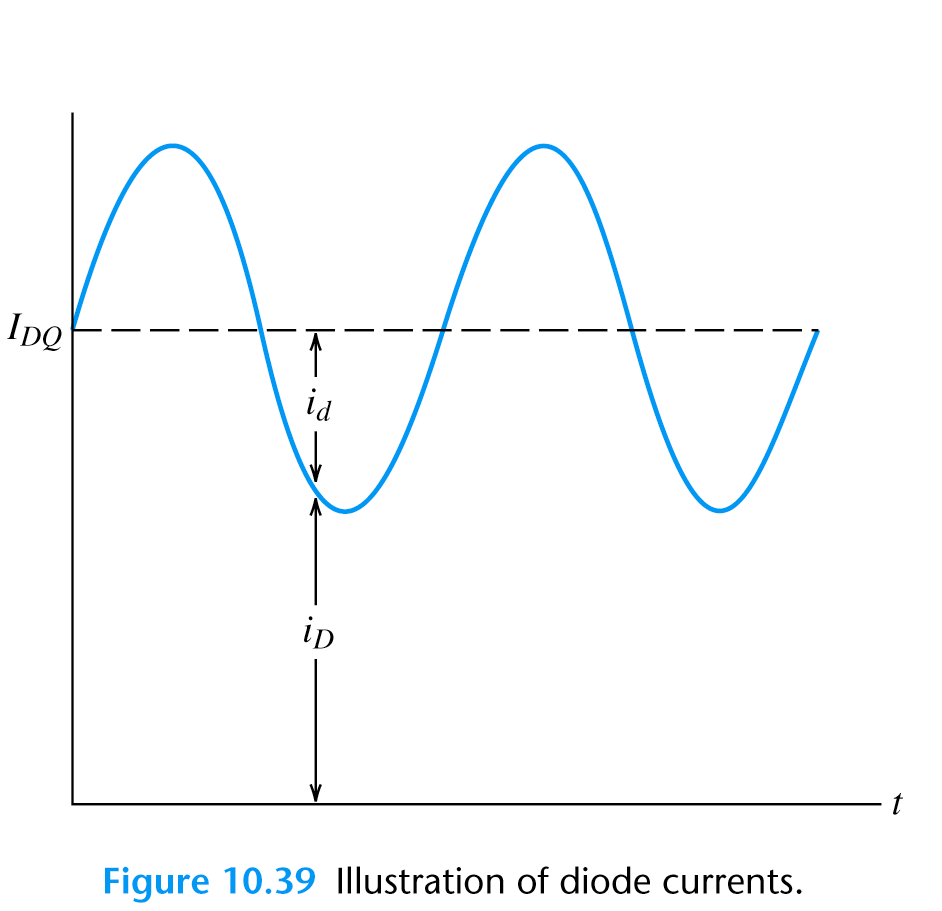 I_DQ
i_d
i_D
t
Figure 10.39 Illustration of diode currents.